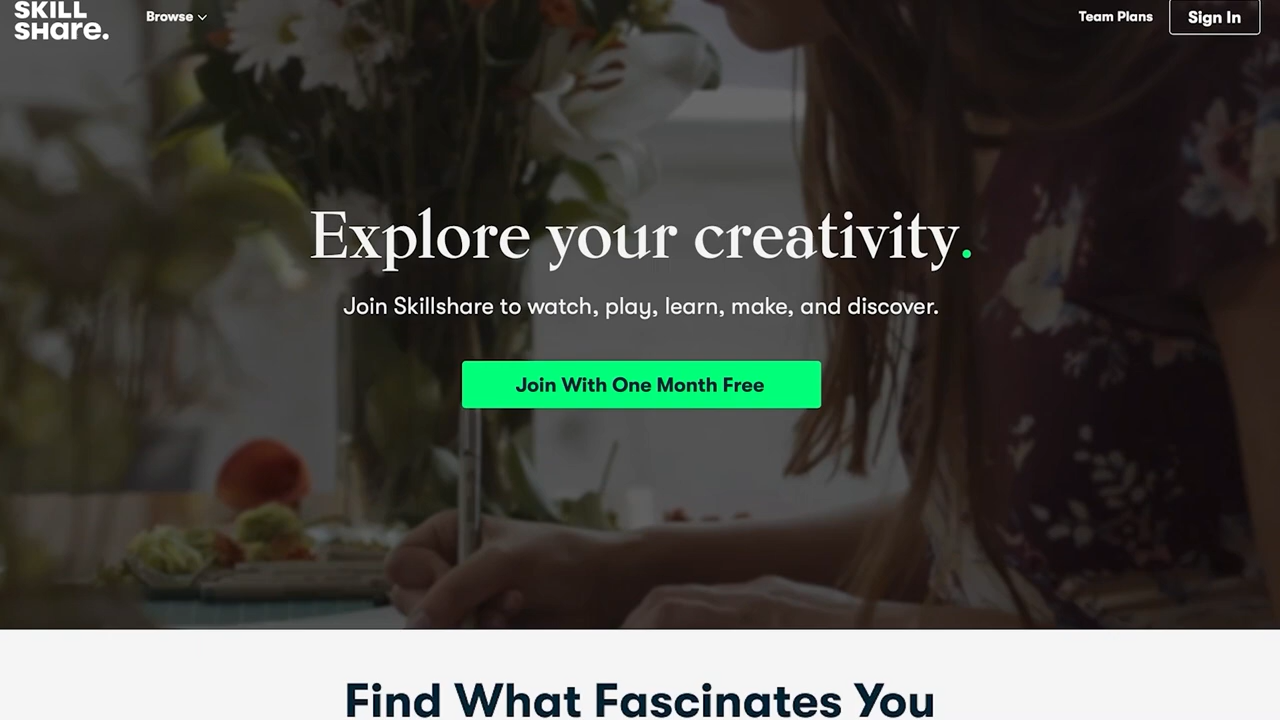 SKILL
SHare.
Browse
Team Plans
Sign In
Explore your creativity.
Join Skillshare to watch, play, learn, make, and discover.
Join With One Month Free
Find What Fascinates You